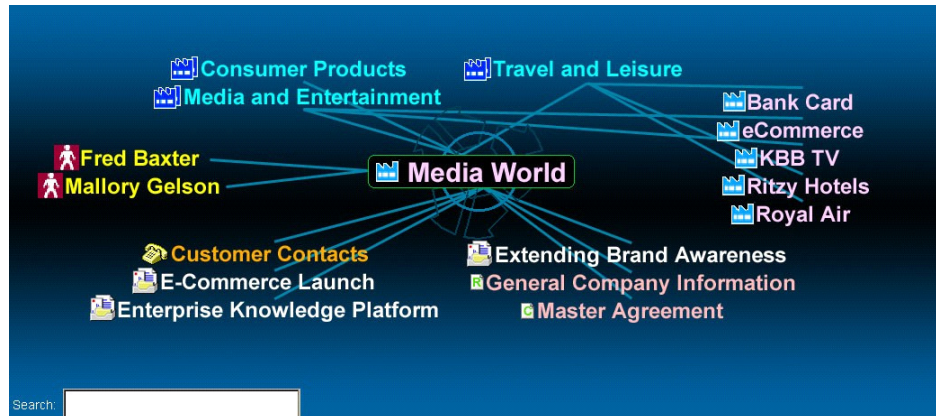 Consumer Products
Travel and Leisure
Media and Entertainment
Bank Card
eCommerce
KBB TV
Ritzy Hotels
Royal Air
Fred Baxter
Mallory Gelson
Media World
Customer Contacts
E-Commerce Launch
Enterprise Knowledge Platform
Extending Brand Awareness
R General Company Information
C Master Agreement
Search: